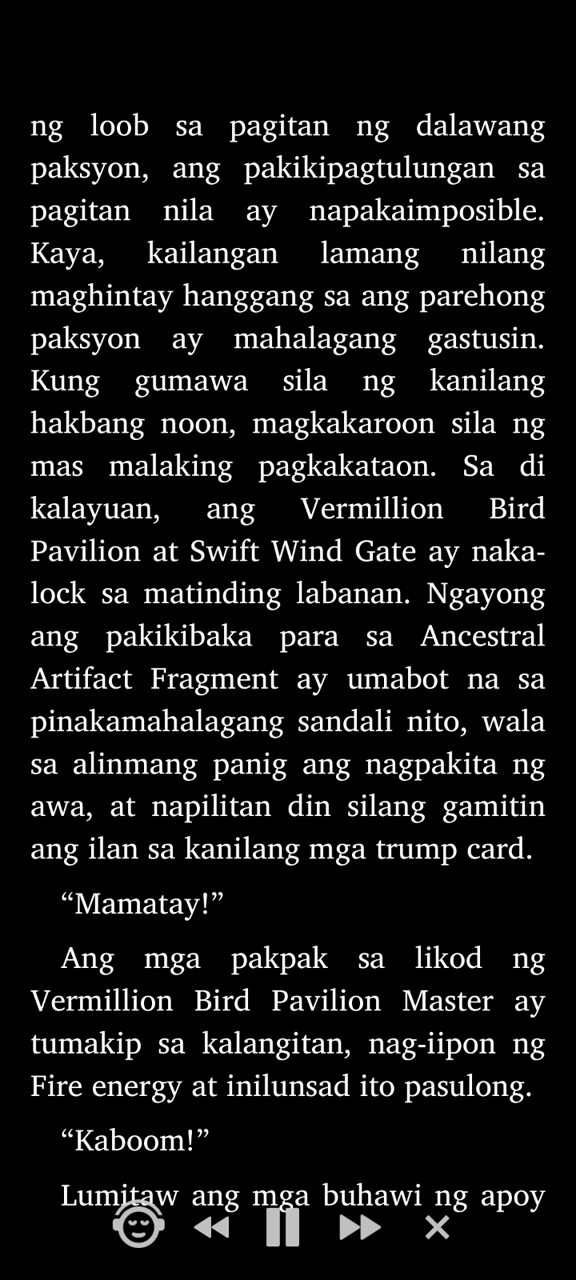 ng loob sa pagitan ng dalawang
paksyon, ang pakikipagtulungan sa
pagitan nila ay napakaimposible.
Kaya, kailangan lamang nilang
maghintay hanggang sa ang parehong
paksyon ay mahalagang gastusin.
Kung gumawa sila ng kanilang
hakbang noon, magkakaroon sila ng
mas malaking pagkakataon. Sa di
kalayuan, ang Vermillion Bird
Pavilion at Swift Wind Gate ay naka-
lock sa matinding labanan. Ngayong
ang pakikibaka para sa Ancestral
Artifact Fragment ay umabot na sa
pinakamahalagang sandali nito, wala
sa alinmang panig ang nagpakita ng
awa, at napilitan din silang gamitin
ang ilan sa kanilang mga trump card.
“Mamatay!”
Ang mga pakpak sa likod ng
Vermillion Bird Pavilion Master ay
tumakip sa kalangitan, nag-iipon ng
Fire energy at inilunsad ito pasulong.
“Kaboom!”
Lumitaw ang mga buhawi ng apoy